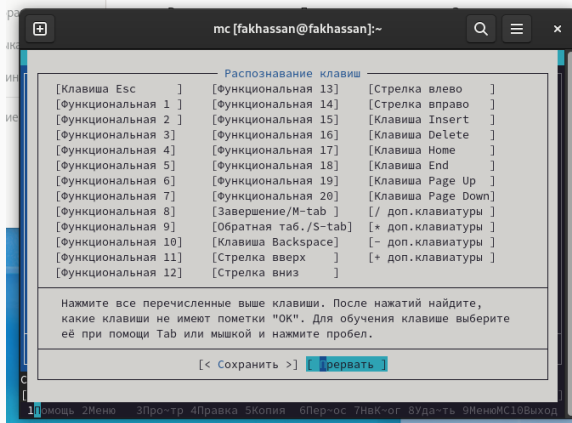 mc [fakhassan@fakhassan]:~
Распознавание клавиш
[Клавиша Esc ] [Функциональная 13] [Стрелка влево ]
[Функциональная 1 ] [Функциональная 14] [Стрелка вправо ]
[Функциональная 2 ] [Функциональная 15] [Клавиша Insert ]
[Функциональная 3] [Функциональная 16] [Клавиша Delete ]
[Функциональная 4] [Функциональная 17] [Клавиша Home ]
[Функциональная 5] [Функциональная 18] [Клавиша End ]
[Функциональная 6] [Функциональная 19] [Клавиша Page Up ]
[Функциональная 7] [Функциональная 20] [Клавиша Page Down]
[Функциональная 8] [Завершение/M-tab ] [/ доп.клавиатуры ]
[Функциональная 9] [Обратная таб./S-tab] [* доп.клавиатуры ]
[Функциональная 10] [Клавиша Backspace] [- доп.клавиатуры ]
[Функциональная 11] [Стрелка вверх ] [+ доп.клавиатуры ]
[Функциональная 12] [Стрелка вниз ]
Нажмите все перечисленные выше клавиши. После нажатий найдите,
какие клавиши не имеют пометки "OK". Для обучения клавише выберите
её при помощи Tab или мышкой и нажмите пробел.
[< Сохранить >] [ Прервать ]
1Помощь 2Меню 3Про~тр 4Правка 5Копия 6Пер~ос 7НвК~ог 8Уда~ть 9МенюMC10Выход